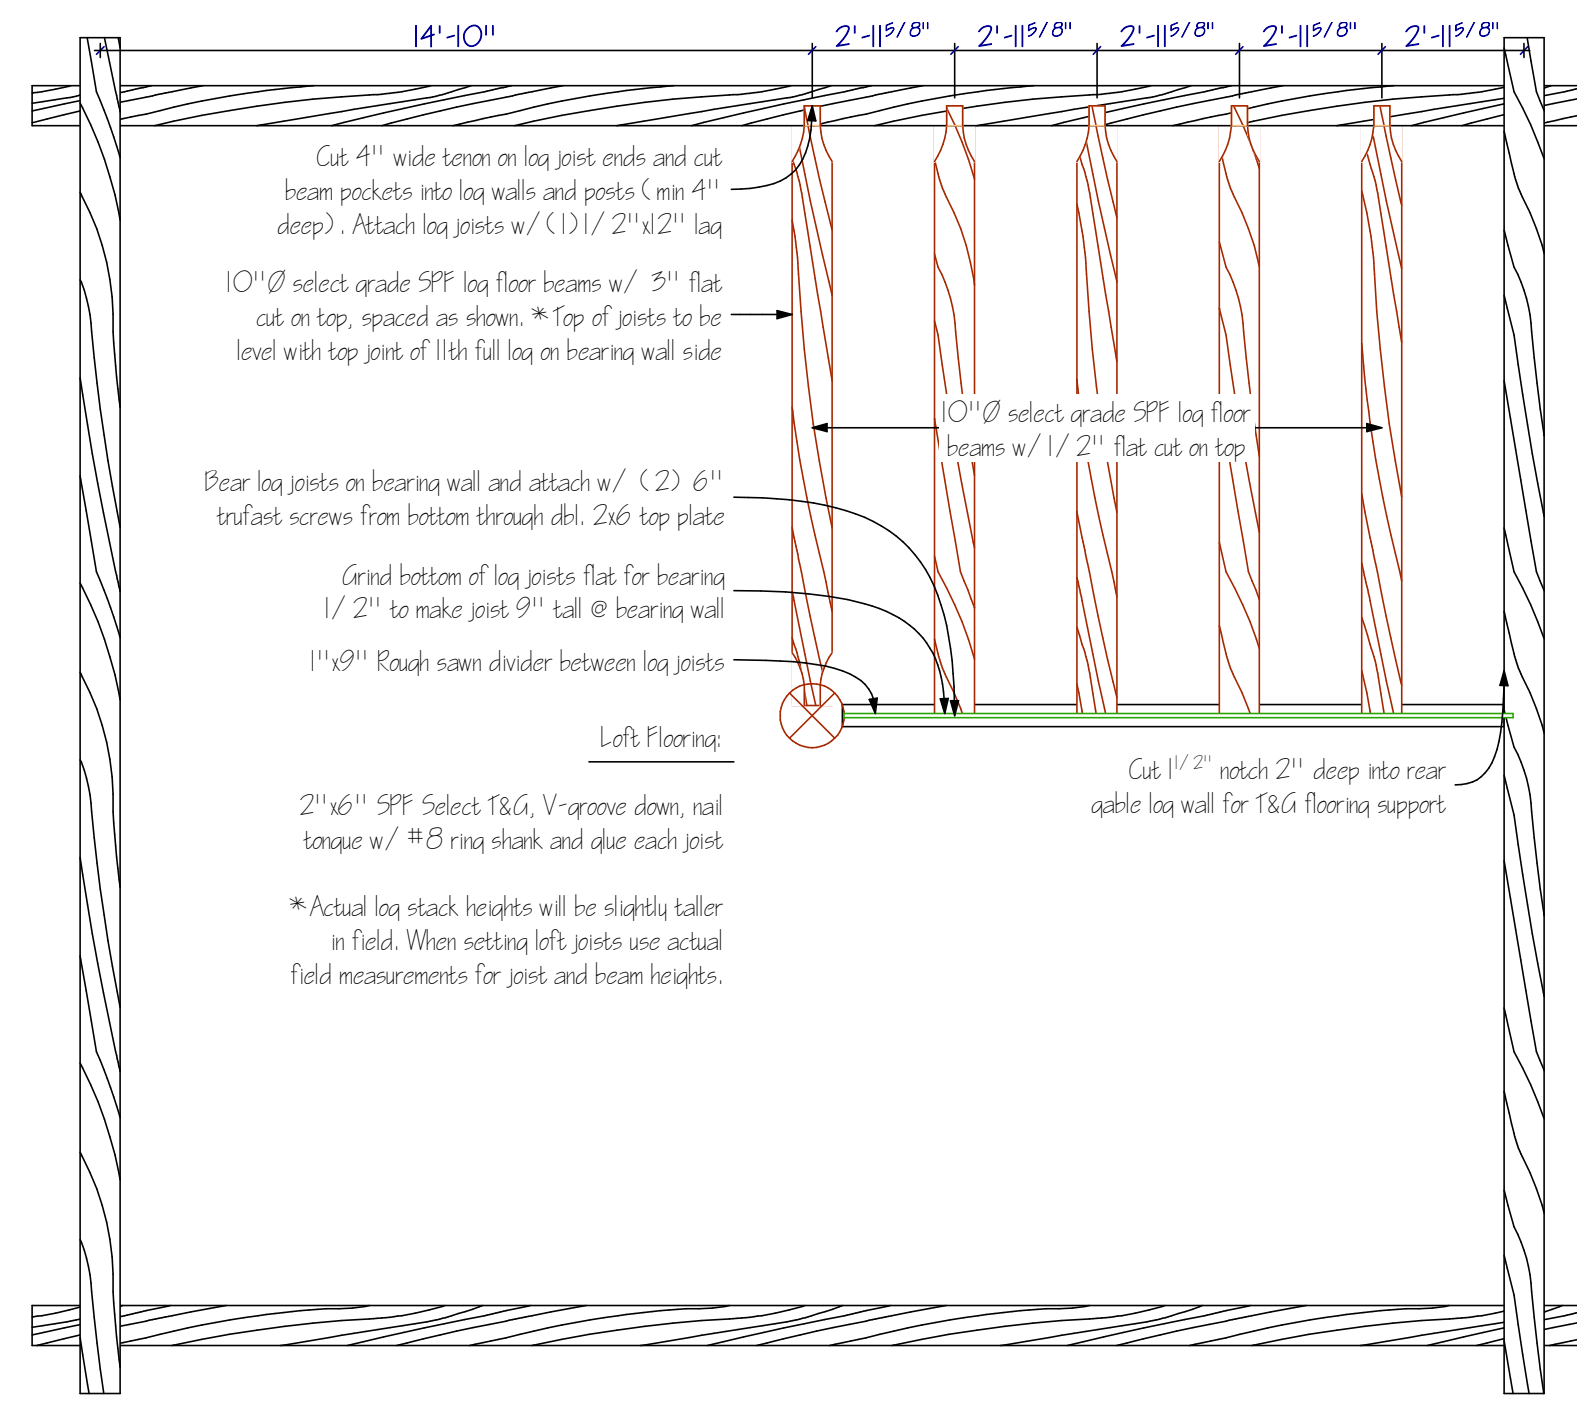 14'-10" 2'-11 5/8" 2'-11 5/8" 2'-11 5/8" 2'-11 5/8" 2'-11 5/8"
Cut 4" wide tenon on log joist ends and cut
beam pockets into log walls and posts (min 4"
deep). Attach log joists w/ (1) 1/2"x12" lag
10"Ø select grade SPF log floor beams w/ 3" flat
cut on top, spaced as shown. *Top of joists to be
level with top joint of 11th full log on bearing wall side
10"Ø select grade SPF log floor
beams w/ 1/2" flat cut on top
Bear log joists on bearing wall and attach w/ (2) 6"
trufast screws from bottom through dbl. 2x6 top plate
Grind bottom of log joists flat for bearing
1/2" to make joist 9" tall @ bearing wall
1"x9" Rough sawn divider between log joists
Loft Flooring:
2"x6" SPF Select T&G, V-groove down, nail
tongue w/ #8 ring shank and glue each joist
*Actual log stack heights will be slightly taller
in field. When setting loft joists use actual
field measurements for joist and beam heights.
Cut 1 1/2" notch 2" deep into rear
gable log wall for T&G flooring support